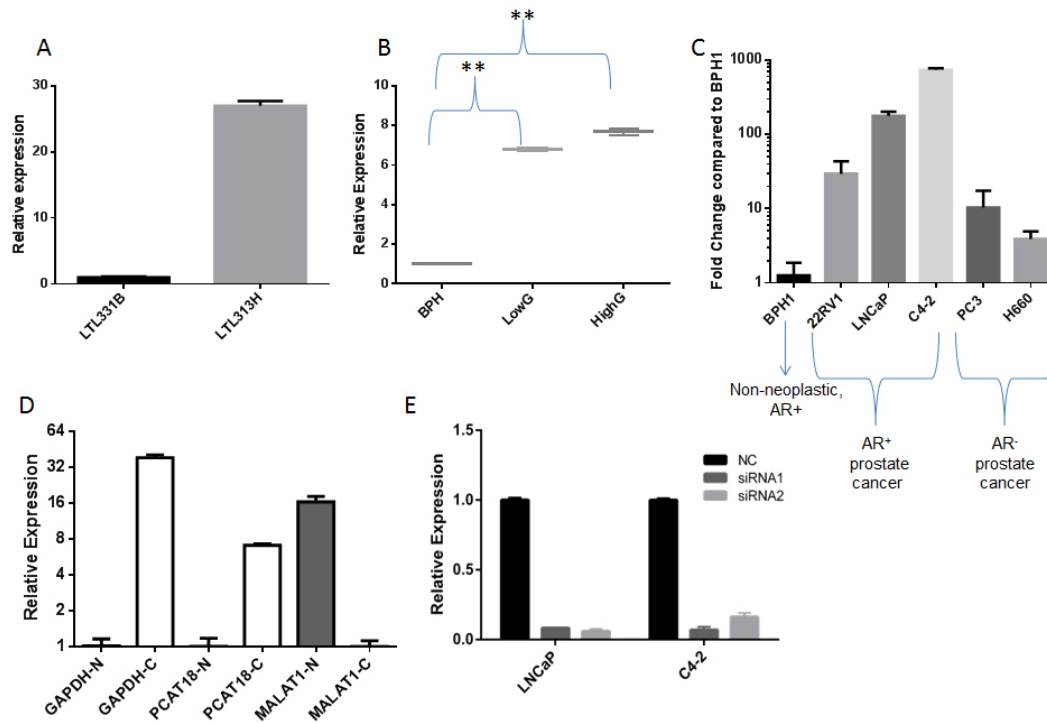 A
Relative expression
30
20
10
0
LTL331B
LTL313H
B
**
**
Relative Expression
10
8
6
4
2
0
BPH
LowG
HighG
C
Fold Change compared to BPH1
1000
100
10
1
BPH1
22RV1
LNCaP
C4-2
PC3
H660
Non-neoplastic,
AR+
AR+
prostate
cancer
AR-
prostate
cancer
D
Relative Expression
64
32
16
8
4
2
1
GAPDH-N
GAPDH-C
PCAT18-N
PCAT18-C
MALAT1-N
MALAT1-C
E
Relative Expression
1.5
1.0
0.5
0.0
NC
siRNA1
siRNA2
LNCaP
C4-2